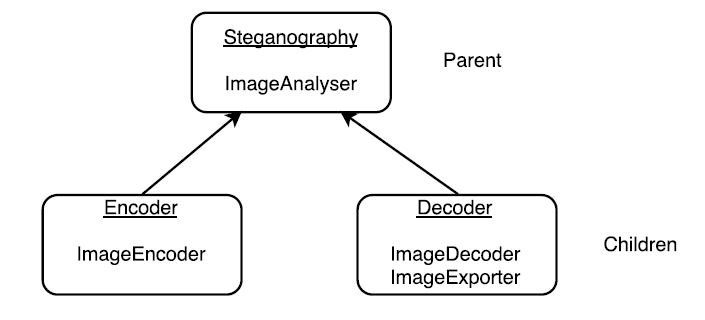 Steganography
ImageAnalyser
Parent
Encoder
ImageEncoder
Decoder
ImageDecoder
ImageExporter
Children